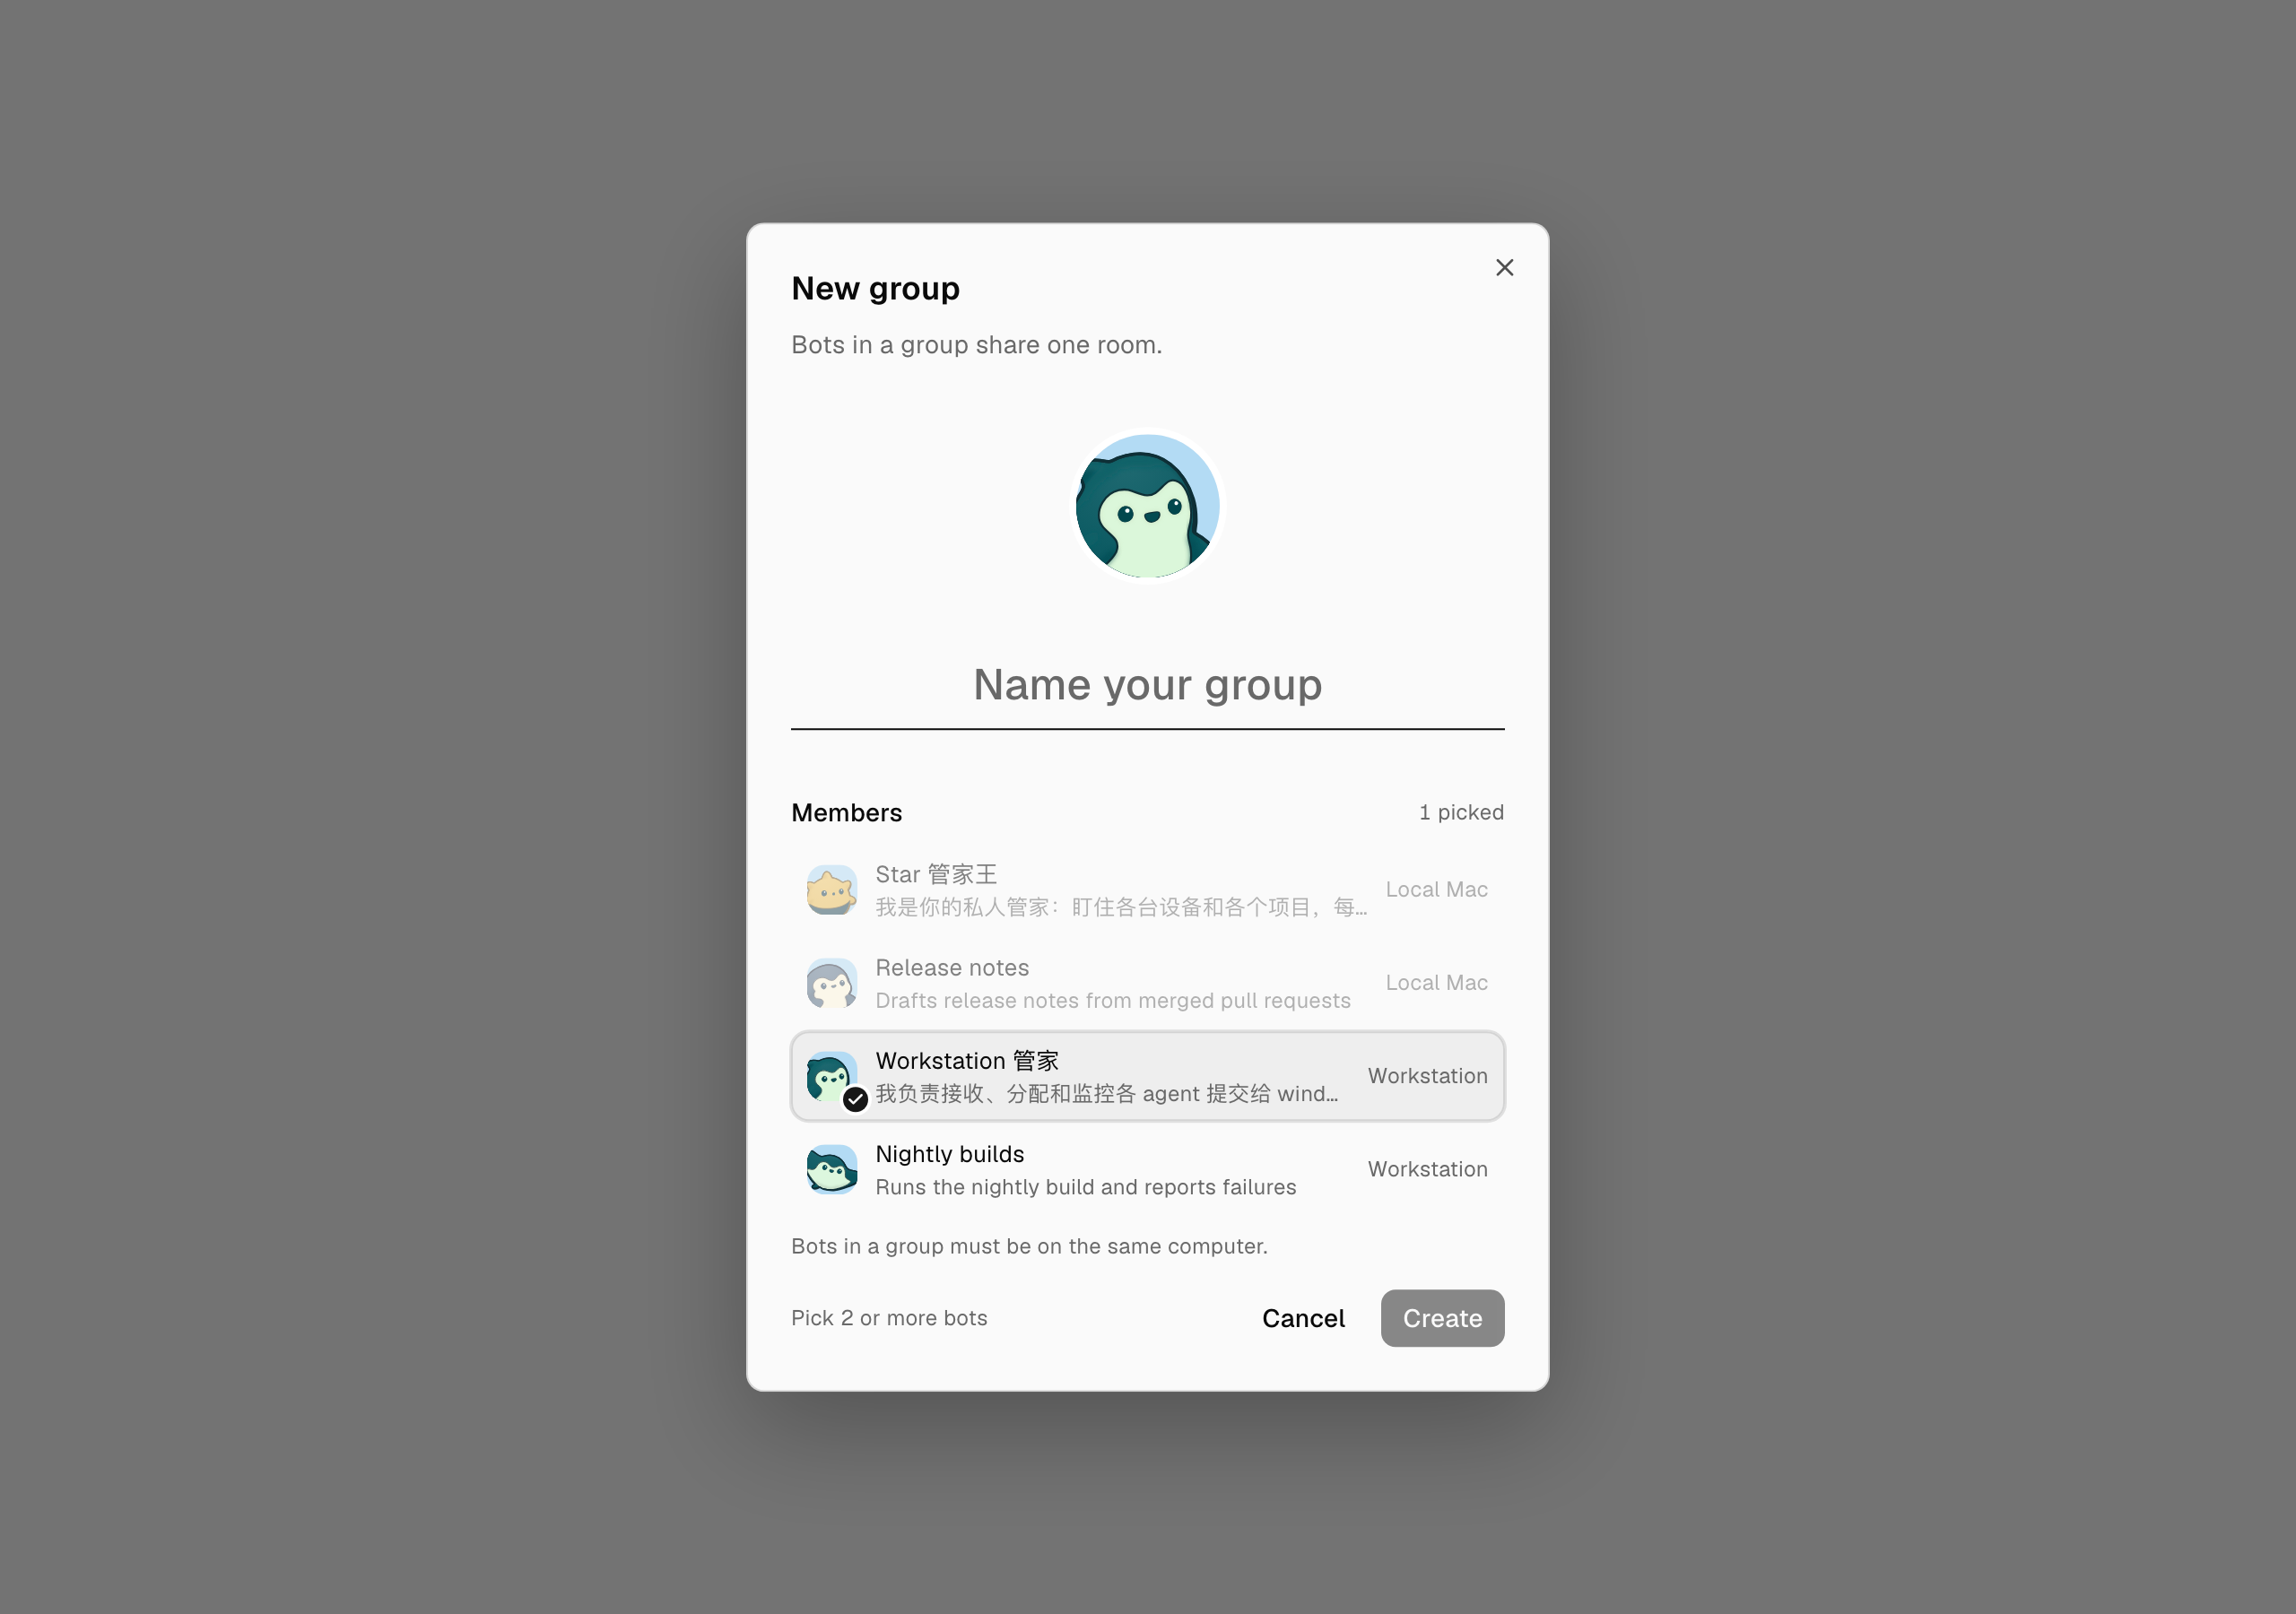 New group
Bots in a group share one room.
Name your group
Members
1 picked
Star 管家王
我是你的私人管家：盯住各台设备和各个项目，每…
Local Mac
Release notes
Drafts release notes from merged pull requests
Local Mac
Workstation 管家
我负责接收、分配和监控各 agent 提交给 wind…
Workstation
Nightly builds
Runs the nightly build and reports failures
Workstation
Bots in a group must be on the same computer.
Pick 2 or more bots
Cancel
Create